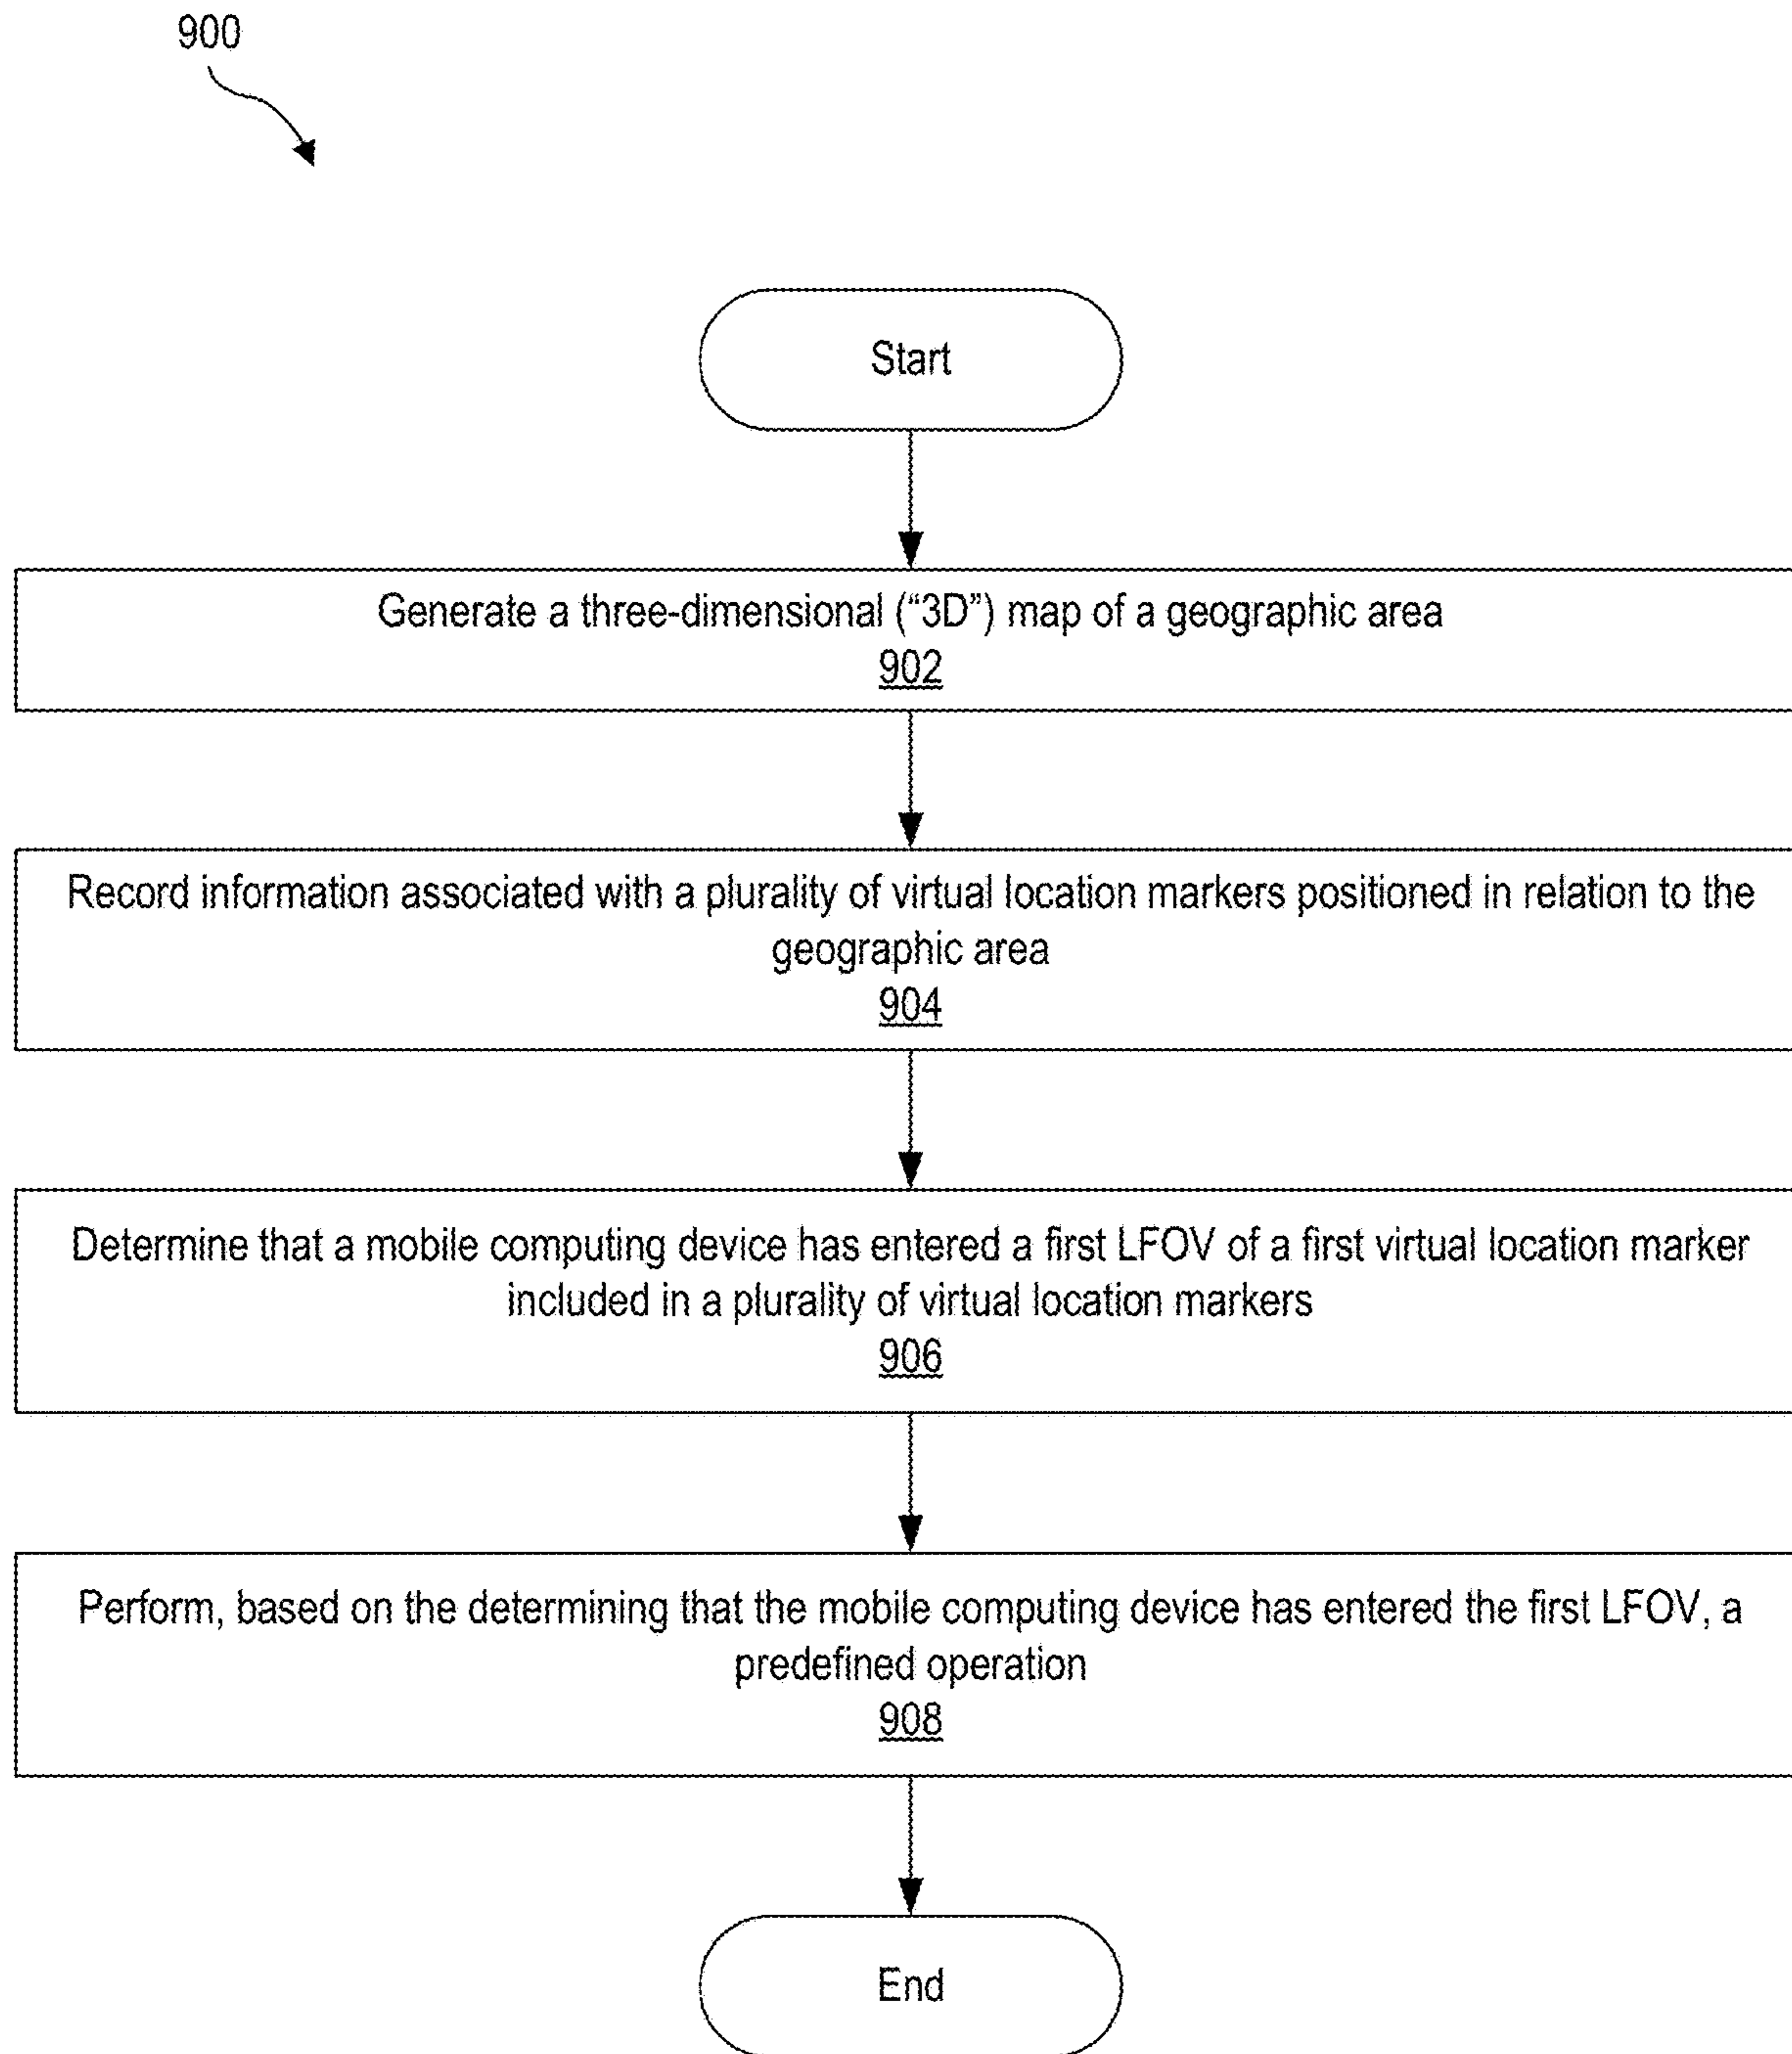 900
Start
Generate a three-dimensional (“3D”) map of a geographic area
902
Record information associated with a plurality of virtual location markers positioned in relation to the
geographic area
904
Determine that a mobile computing device has entered a first LFOV of a first virtual location marker
included in a plurality of virtual location markers
906
Perform, based on the determining that the mobile computing device has entered the first LFOV, a
predefined operation
908
End